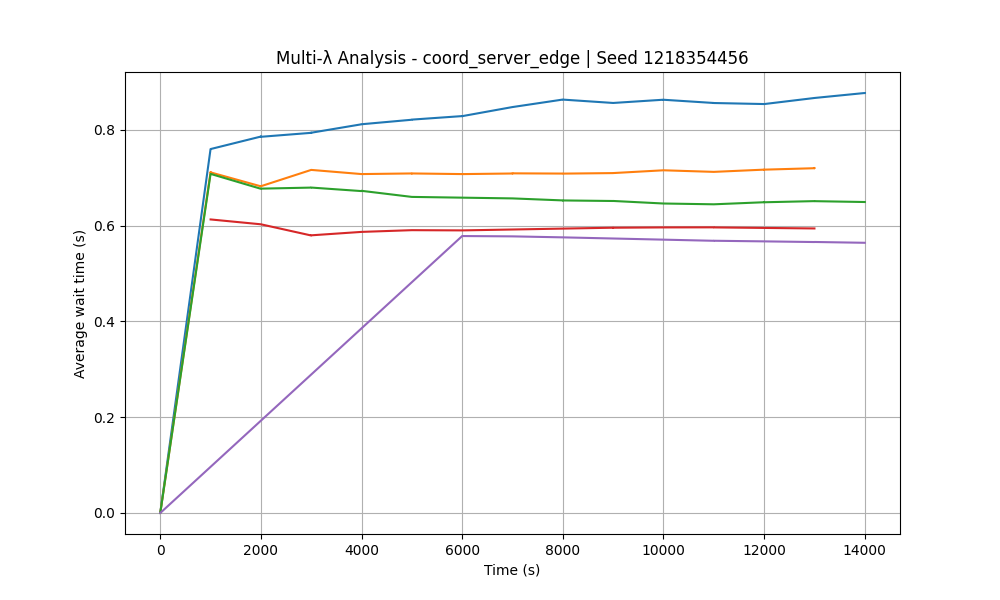 Multi-λ Analysis - coord_server_edge | Seed 1218354456
Average wait time (s)
0.8
0.6
0.4
0.2
0.0
0 2000 4000 6000 8000 10000 12000 14000
Time (s)